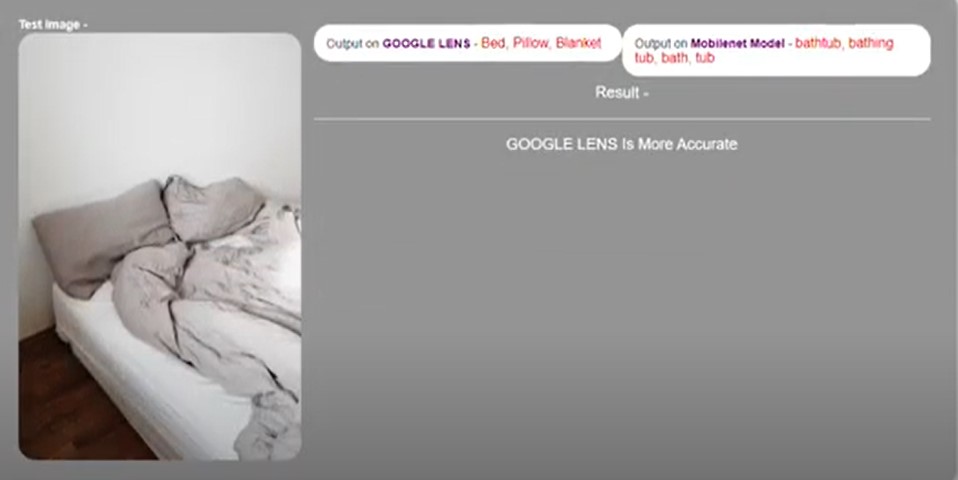 Test Image -
Output on GOOGLE LENS - Bed, Pillow, Blanket
Output on Mobilenet Model - bathtub, bathing
tub, bath, tub
Result -
GOOGLE LENS Is More Accurate